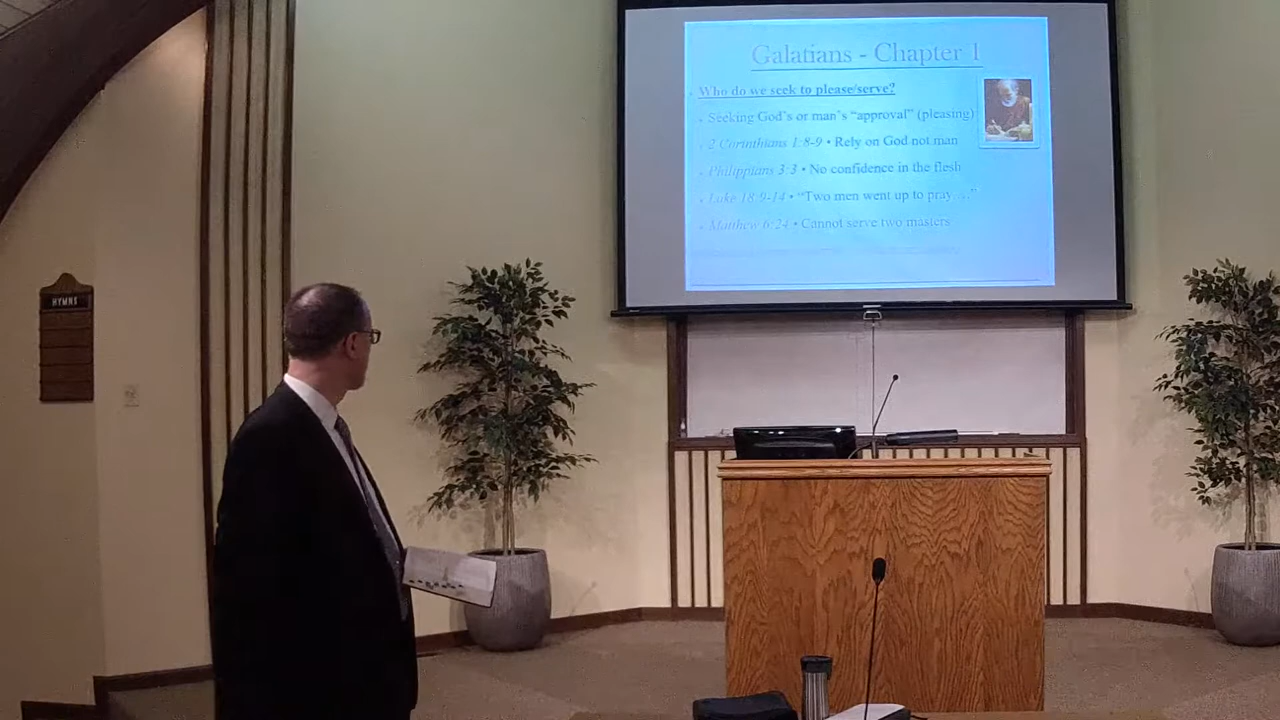 Galatians - Chapter 1
Who do we seek to please/serve?
Seeking God's or man's "approval" (pleasing)
2 Corinthians 1:8-9 • Rely on God not man
Philippians 3:3 • No confidence in the flesh
Luke 18:9-14 • "Two men went up to pray …"
Matthew 6:24 • Cannot serve two masters
HYMNS